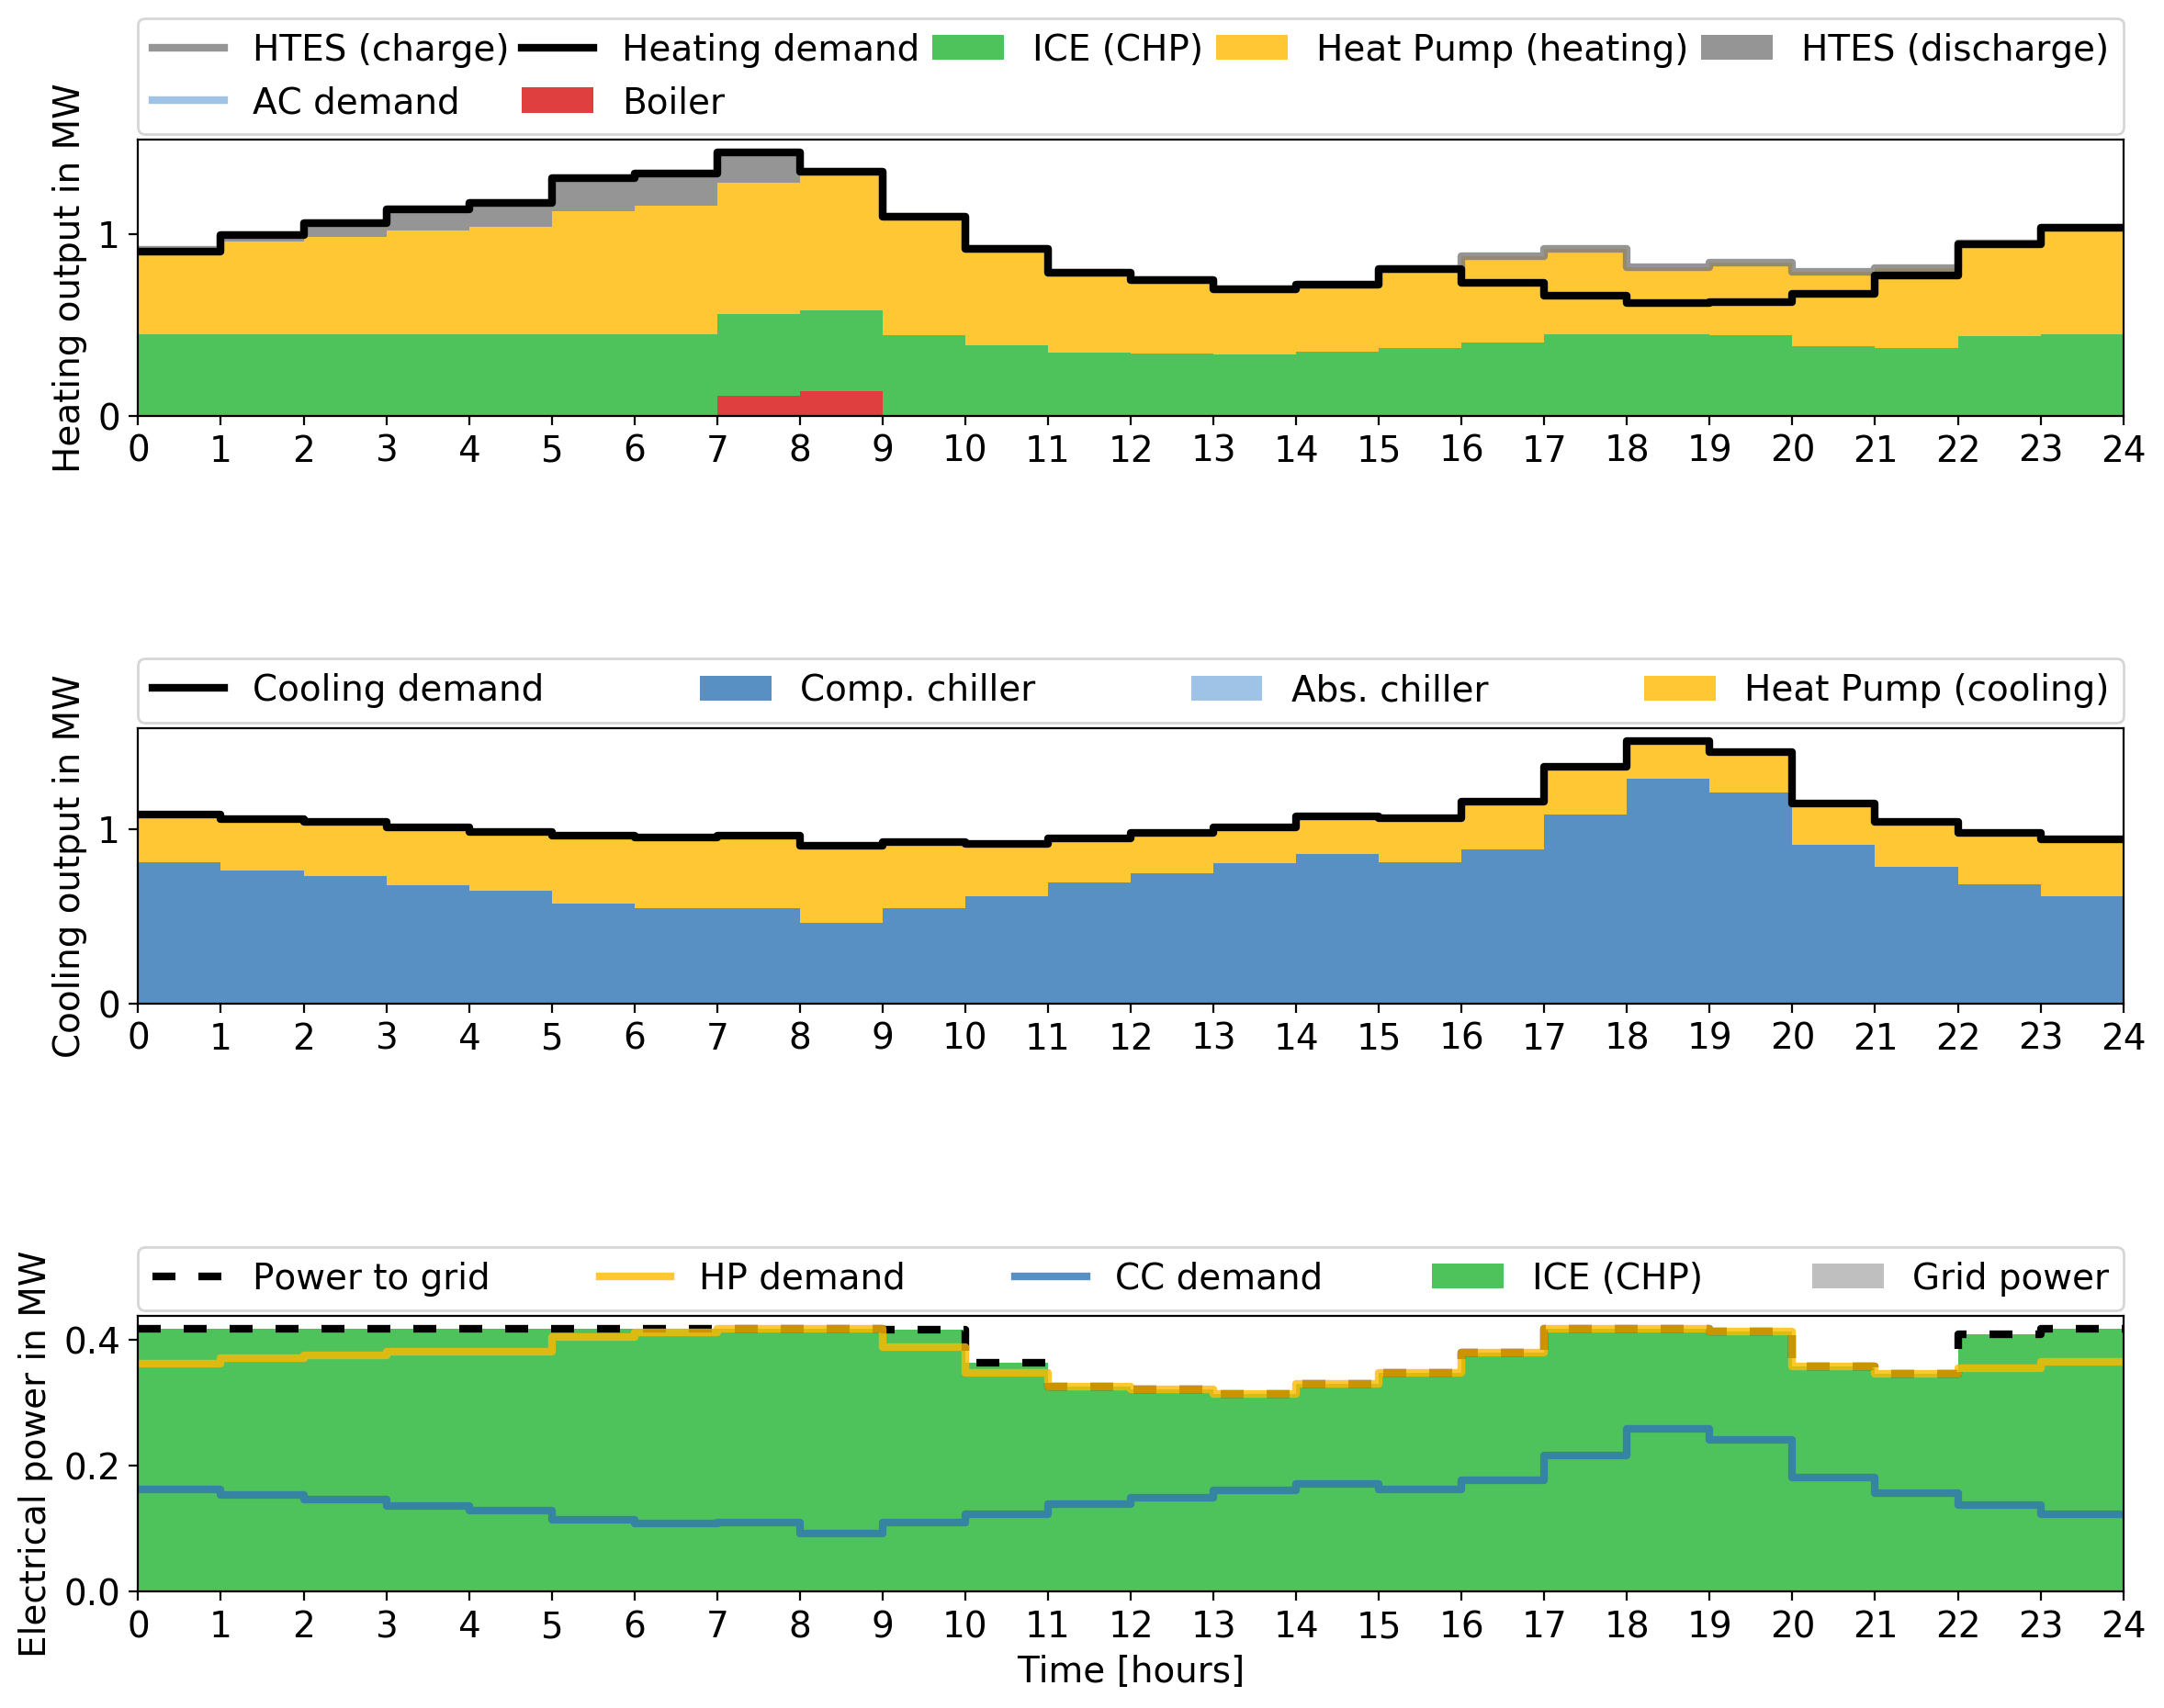 HTES (charge) Heating demand ICE (CHP) Heat Pump (heating) HTES (discharge)
AC demand Boiler
Heating output in MW
1
0
0 1 2 3 4 5 6 7 8 9 10 11 12 13 14 15 16 17 18 19 20 21 22 23 24
Cooling demand Comp. chiller Abs. chiller Heat Pump (cooling)
Cooling output in MW
1
0
0 1 2 3 4 5 6 7 8 9 10 11 12 13 14 15 16 17 18 19 20 21 22 23 24
Power to grid HP demand CC demand ICE (CHP) Grid power
Electrical power in MW
0.4
0.2
0.0
0 1 2 3 4 5 6 7 8 9 10 11 12 13 14 15 16 17 18 19 20 21 22 23 24
Time [hours]